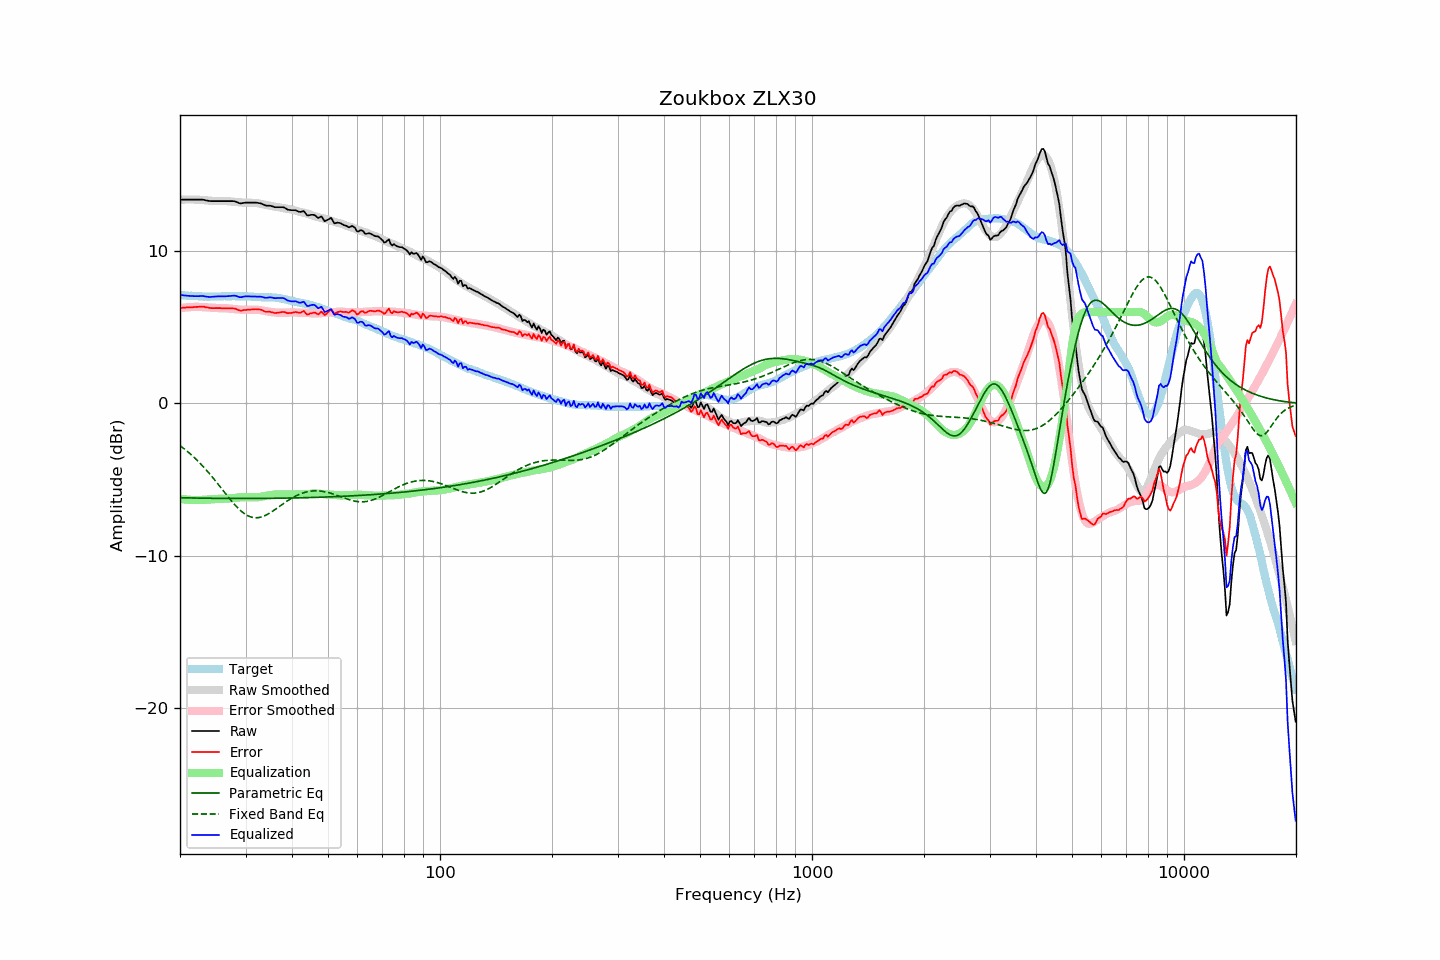 Zoukbox ZLX30
Amplitude (dBr)
10
0
−10
−20
Target
Raw Smoothed
Error Smoothed
Raw
Error
Equalization
Parametric Eq
Fixed Band Eq
Equalized
100
1000
10000
Frequency (Hz)